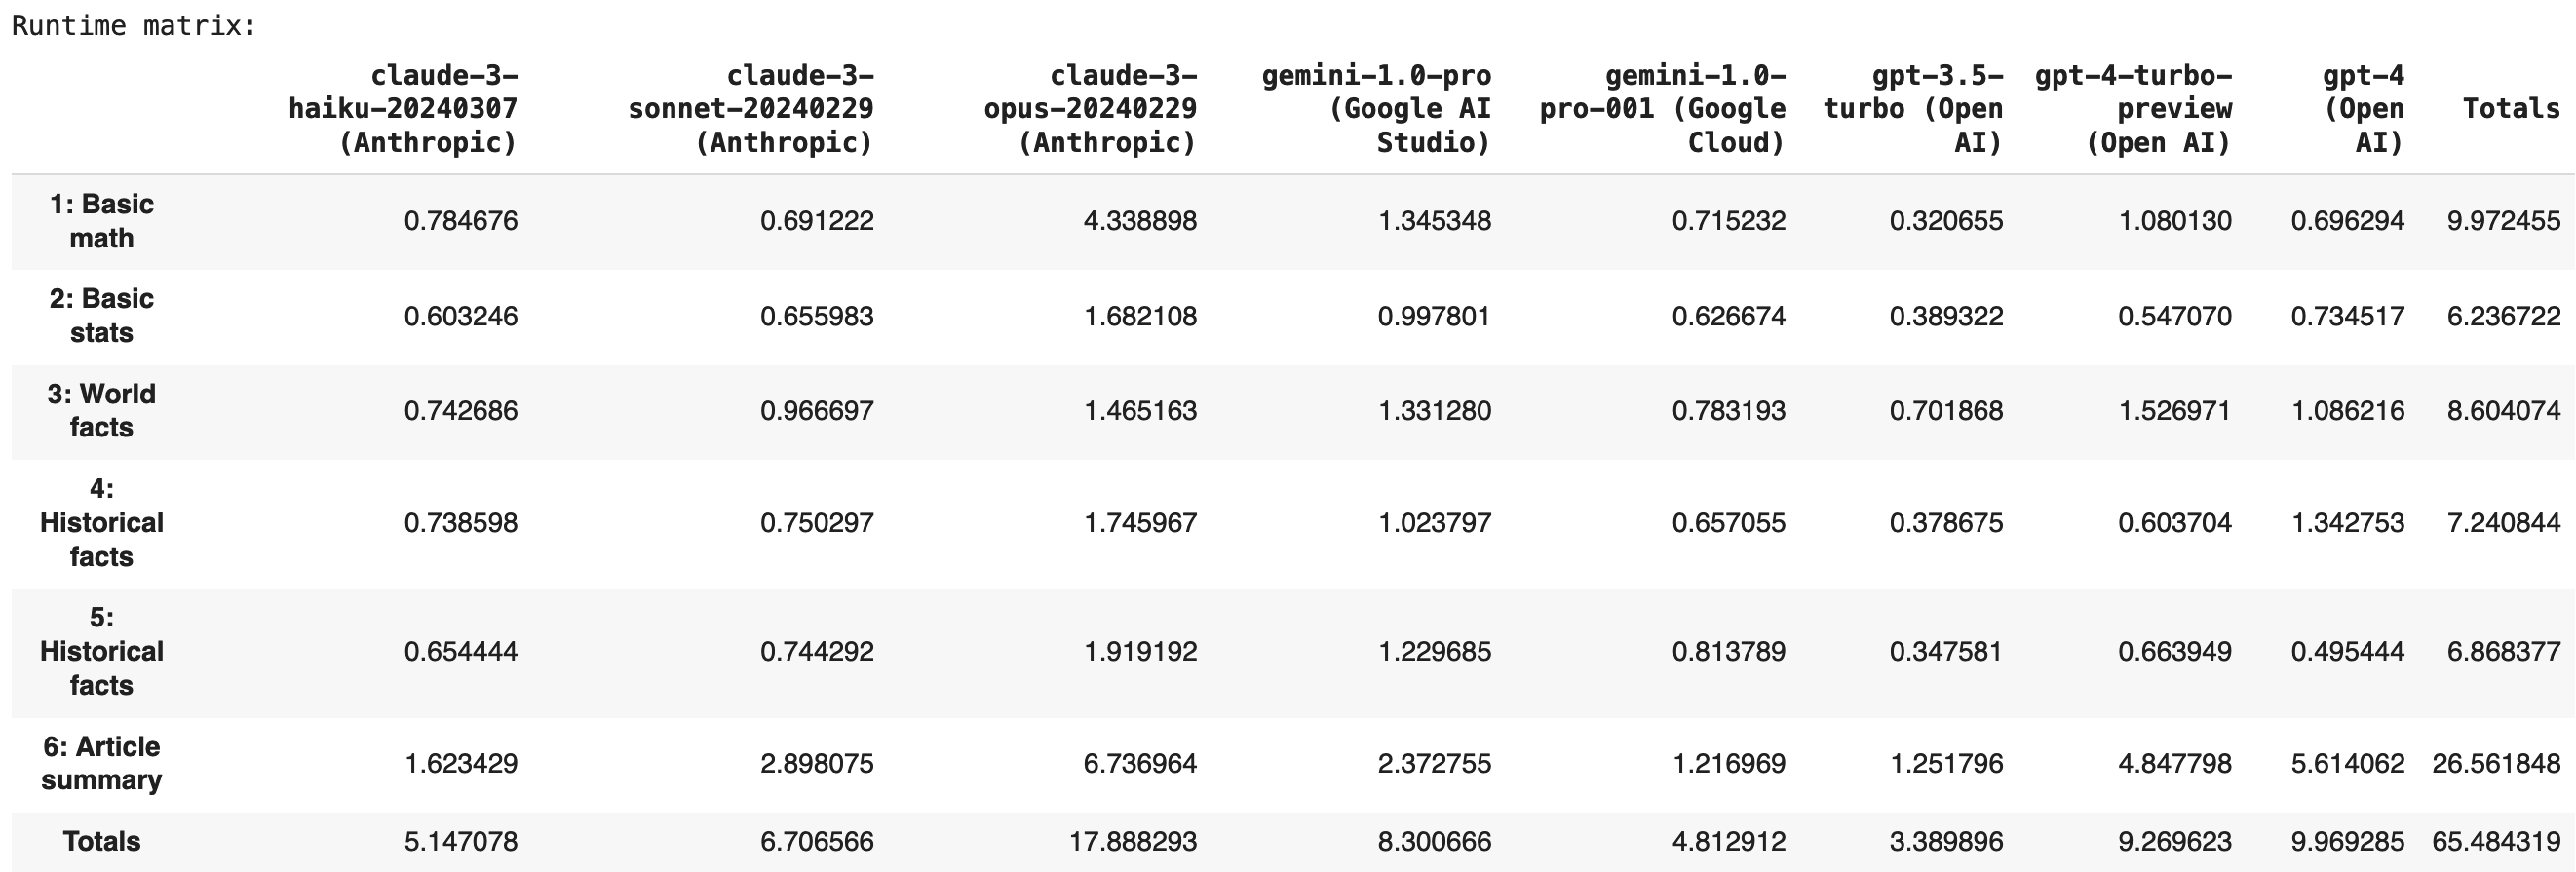 Runtime matrix:
claude-3- claude-3- claude-3- gemini-1.0-pro gemini-1.0- gpt-3.5- gpt-4-turbo- gpt-4
haiku-20240307 sonnet-20240229 opus-20240229 (Google AI pro-001 (Google turbo (Open preview (Open Totals
(Anthropic) (Anthropic) (Anthropic) Studio) Cloud) AI) (Open AI) AI)
1: Basic
math 0.784676 0.691222 4.338898 1.345348 0.715232 0.320655 1.080130 0.696294 9.972455
2: Basic
stats 0.603246 0.655983 1.682108 0.997801 0.626674 0.389322 0.547070 0.734517 6.236722
3: World
facts 0.742686 0.966697 1.465163 1.331280 0.783193 0.701868 1.526971 1.086216 8.604074
4:
Historical 0.738598 0.750297 1.745967 1.023797 0.657055 0.378675 0.603704 1.342753 7.240844
facts
5:
Historical 0.654444 0.744292 1.919192 1.229685 0.813789 0.347581 0.663949 0.495444 6.868377
facts
6: Article
summary 1.623429 2.898075 6.736964 2.372755 1.216969 1.251796 4.847798 5.614062 26.561848
Totals 5.147078 6.706566 17.888293 8.300666 4.812912 3.389896 9.269623 9.969285 65.484319